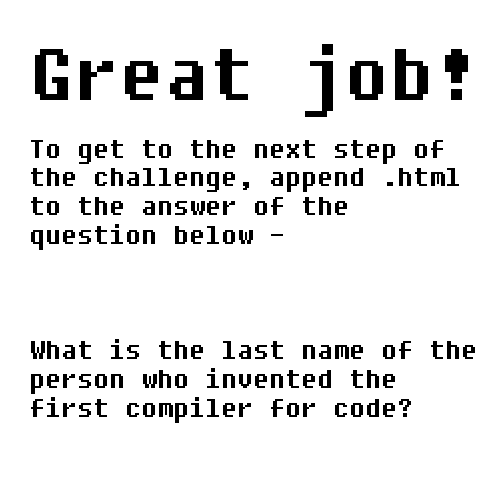 Great job!
To get to the next step of
the challenge, append .html
to the answer of the
question below -
What is the last name of the
person who invented the
first compiler for code?